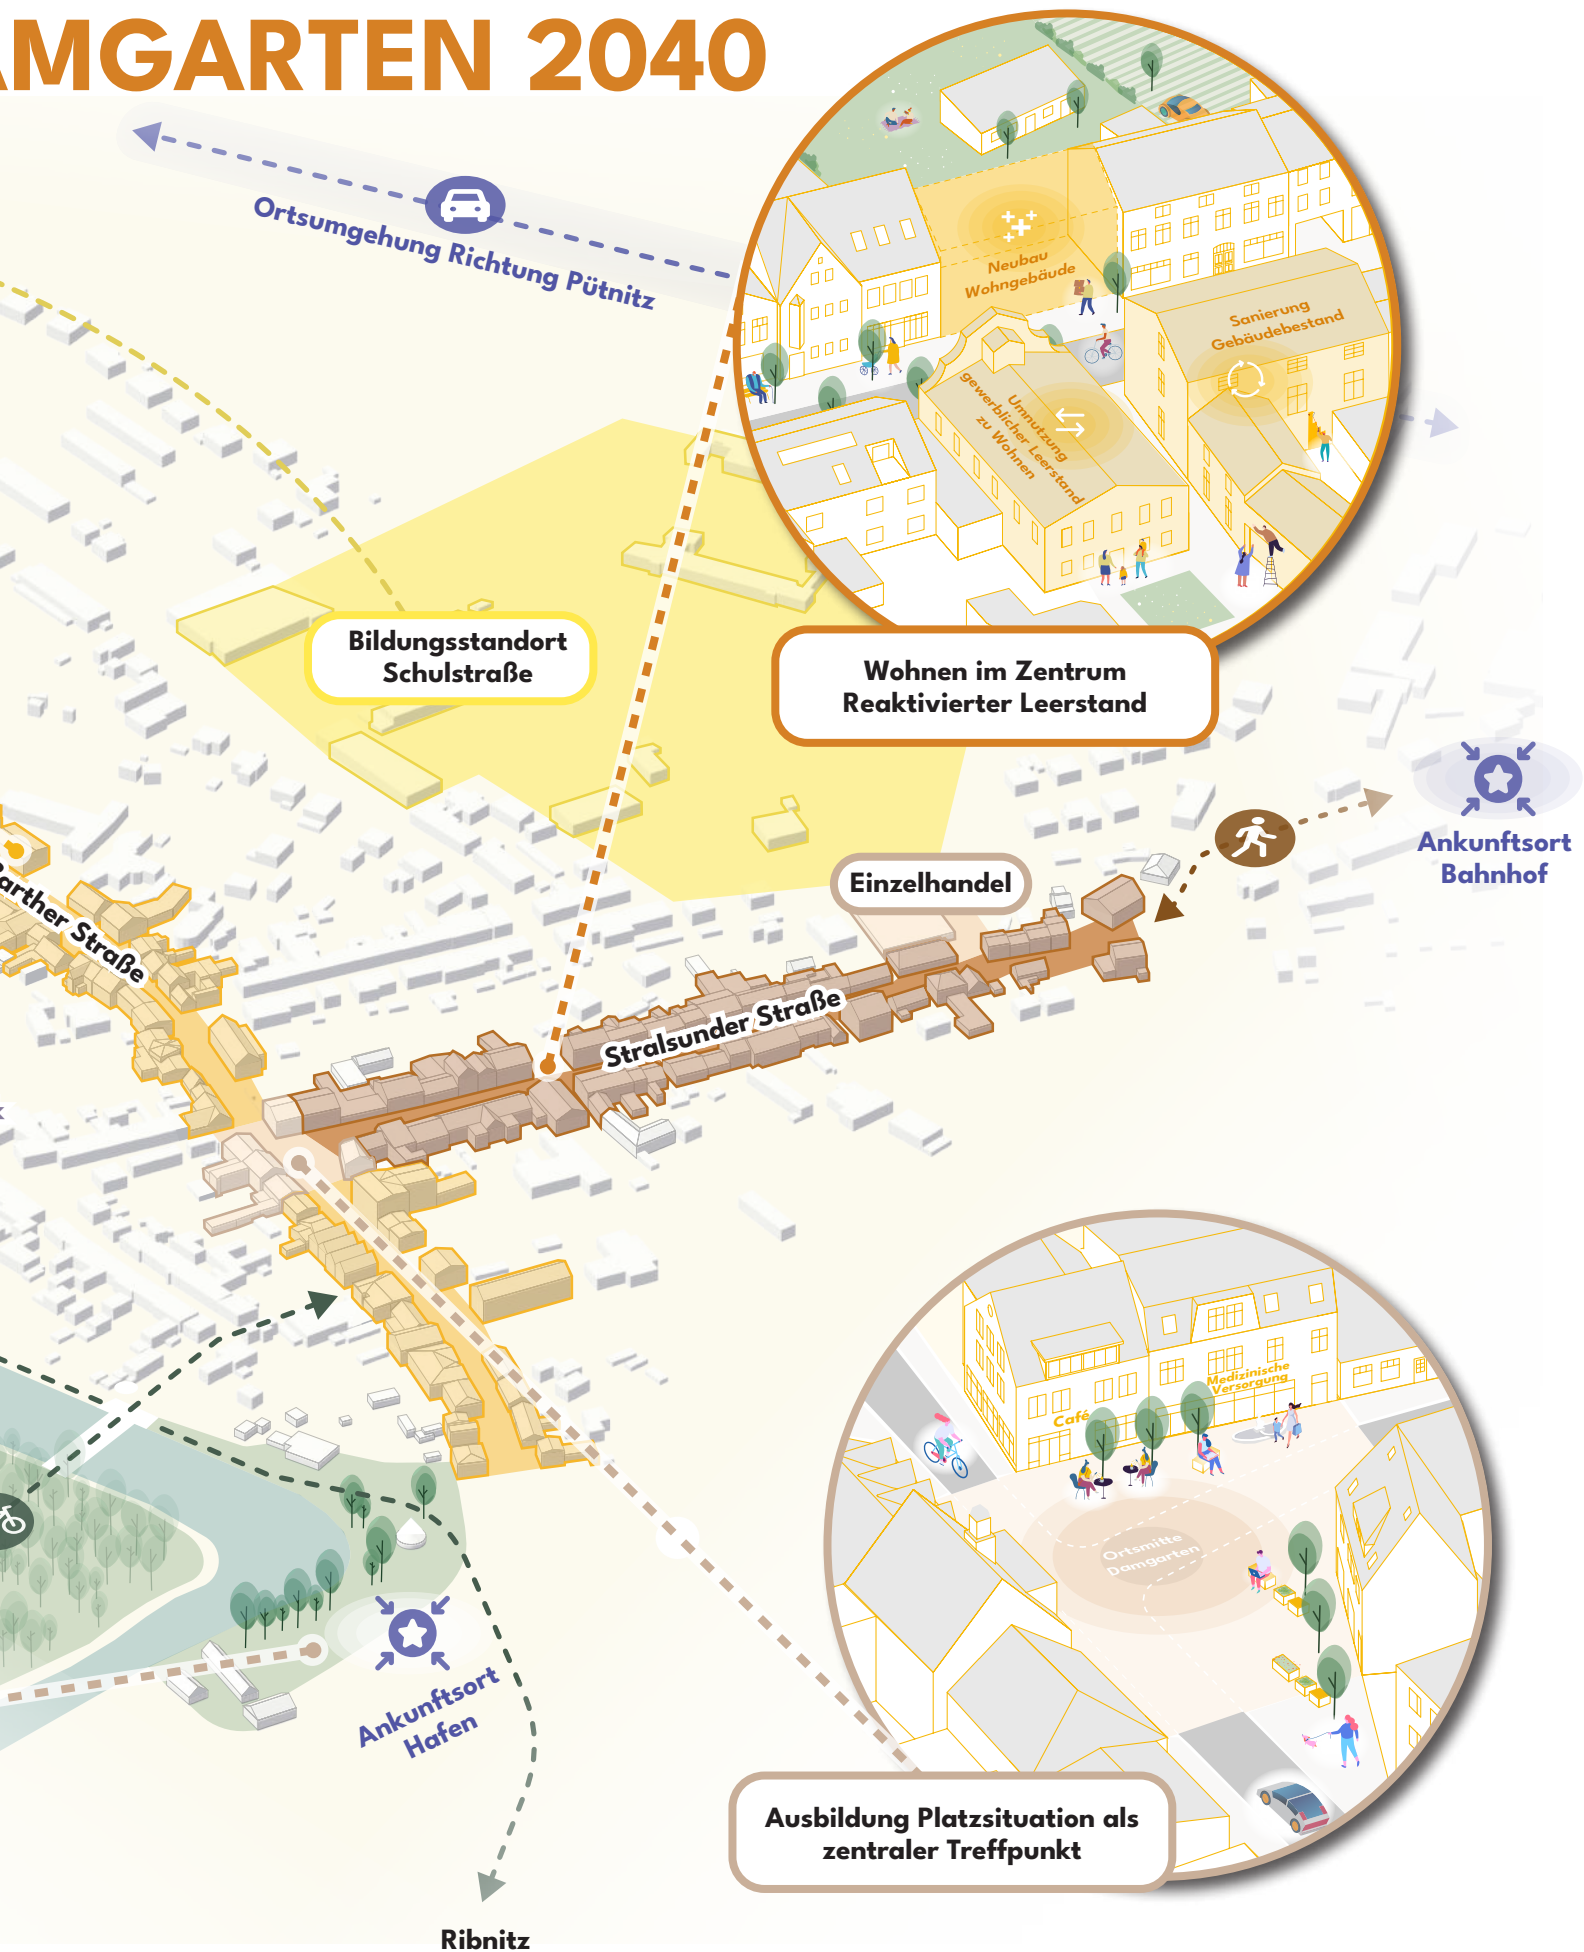 AMGARTEN 2040
Ortsumgehung Richtung Pütnitz
Neubau
Wohngebäude
Sanierung
Gebäudebestand
Umnutzung
gewerblicher Leerstand
zu Wohnen
Bildungsstandort
Schulstraße
Wohnen im Zentrum
Reaktivierter Leerstand
Ankunftsort
Bahnhof
Einzelhandel
Barther Straße
Stralsunder Straße
Medizinische
Versorgung
Café
Ortsmitte
Damgarten
Ankunftsort
Hafen
Ausbildung Platzsituation als
zentraler Treffpunkt
Ribnitz